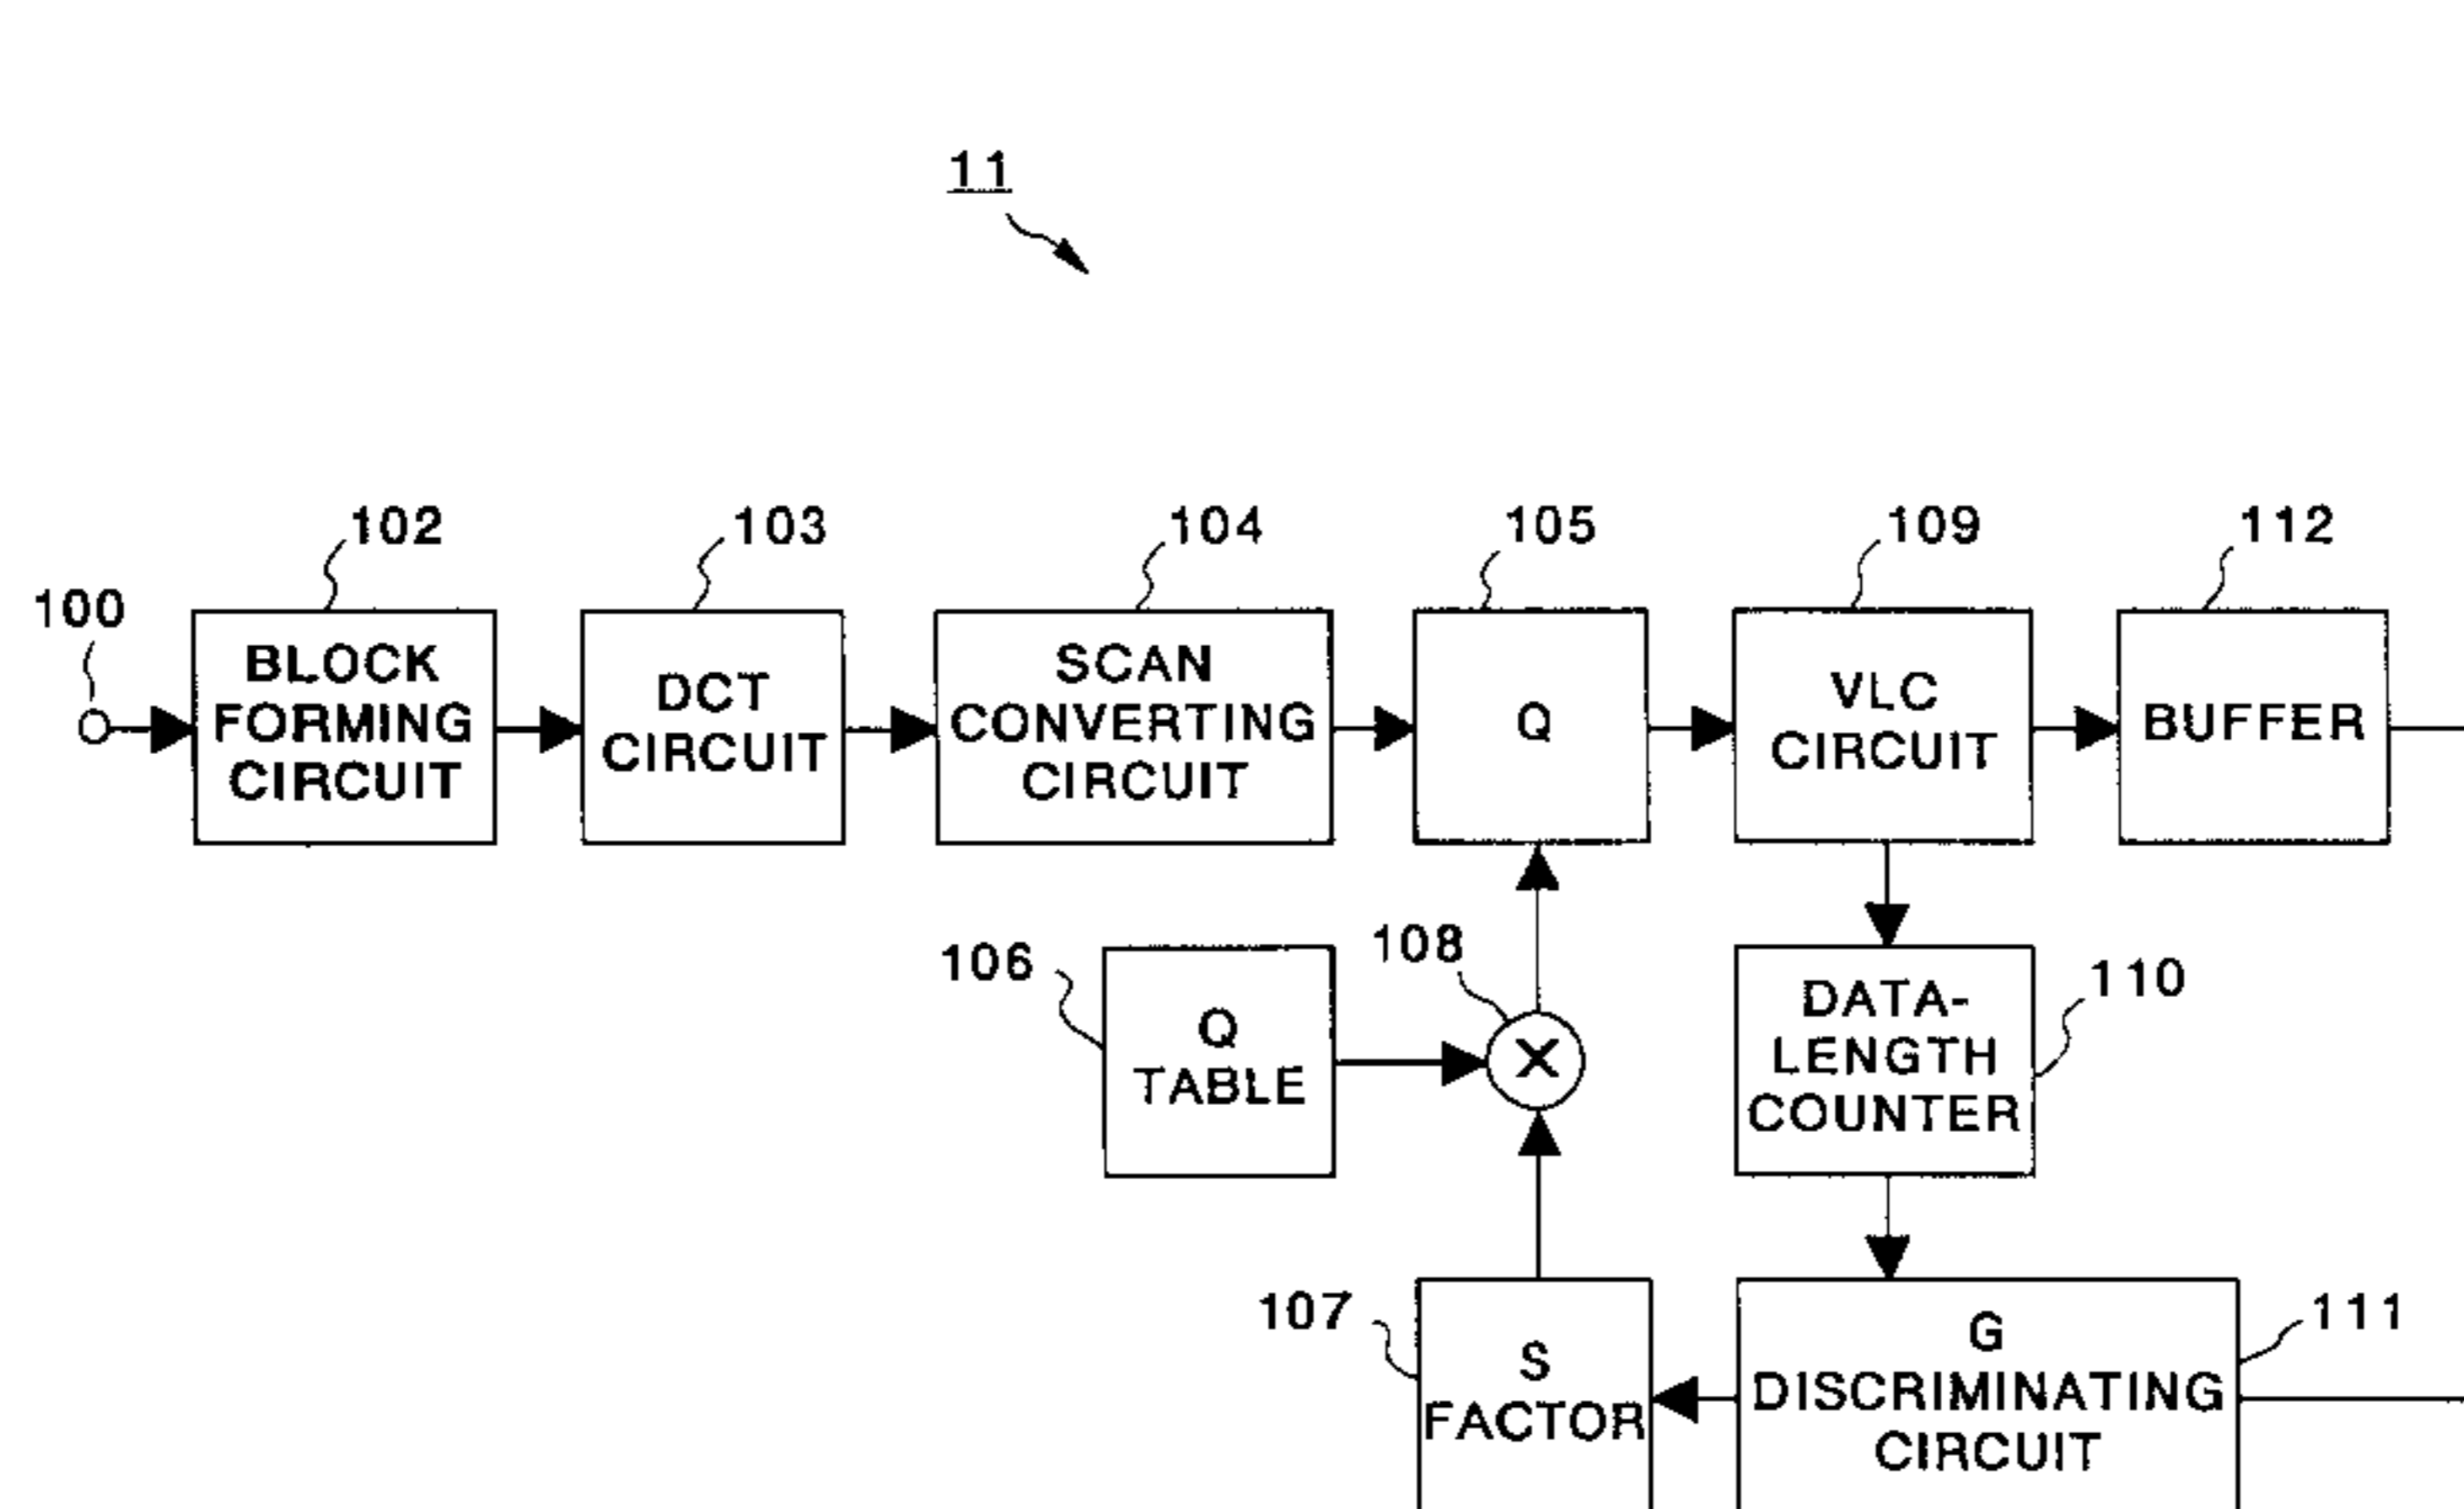 11
102
103
104
105
109
112
100
BLOCK
FORMING
CIRCUIT
DCT
CIRCUIT
SCAN
CONVERTING
CIRCUIT
Q
VLC
CIRCUIT
BUFFER
106
Q
TABLE
108
X
DATA-
LENGTH
COUNTER
110
107
S
FACTOR
G
DISCRIMINATING
CIRCUIT
111